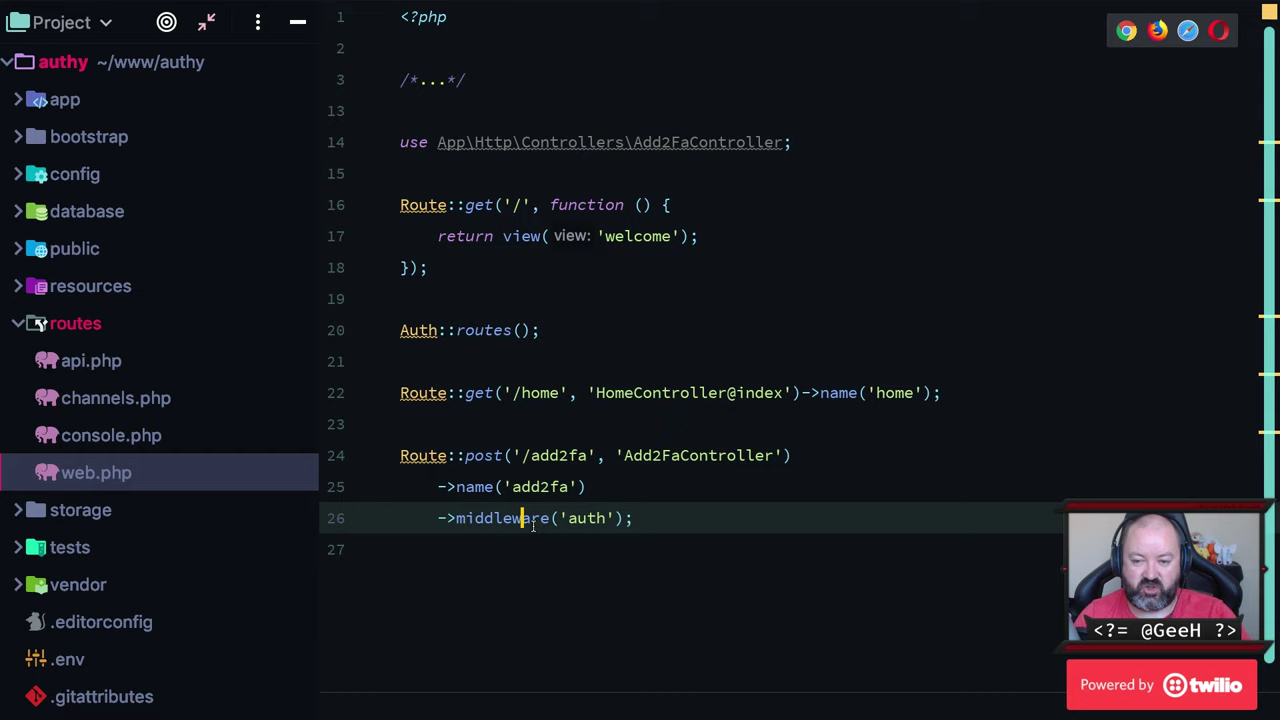 Project
authy ~/www/authy
app
bootstrap
config
database
public
resources
routes
api.php
channels.php
console.php
web.php
storage
tests
vendor
.editorconfig
.env
.gitattributes
1 <?php
2
3 /*...*/
13
14 use App\Http\Controllers\Add2FaController;
15
16 Route::get('/', function () {
17 return view( view: 'welcome');
18 });
19
20 Auth::routes();
21
22 Route::get('/home', 'HomeController@index')->name('home');
23
24 Route::post('/add2fa', 'Add2FaController')
25 ->name('add2fa')
26 ->middleware('auth');
27
<?= @GeeH ?>
Powered by twilio